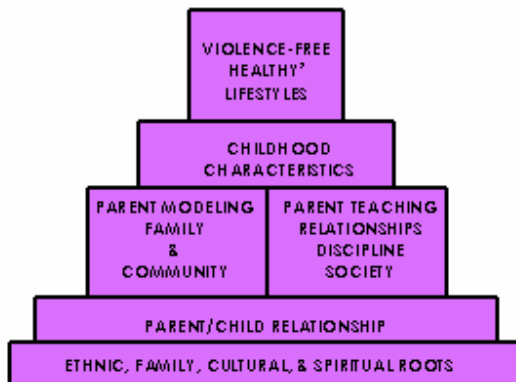 VIOLENCE-FREE
HEALTHY'
LIFESTYLES
CHILDHOOD
CHARACTERISTICS
PARENT MODELING
FAMILY
&
COMMUNITY
PARENT TEACHING
RELATIONSHIPS
DISCIPLINE
SOCIETY
PARENT/CHILD RELATIONSHIP
ETHNIC, FAMILY, CULTURAL, & SPIRITUAL ROOTS